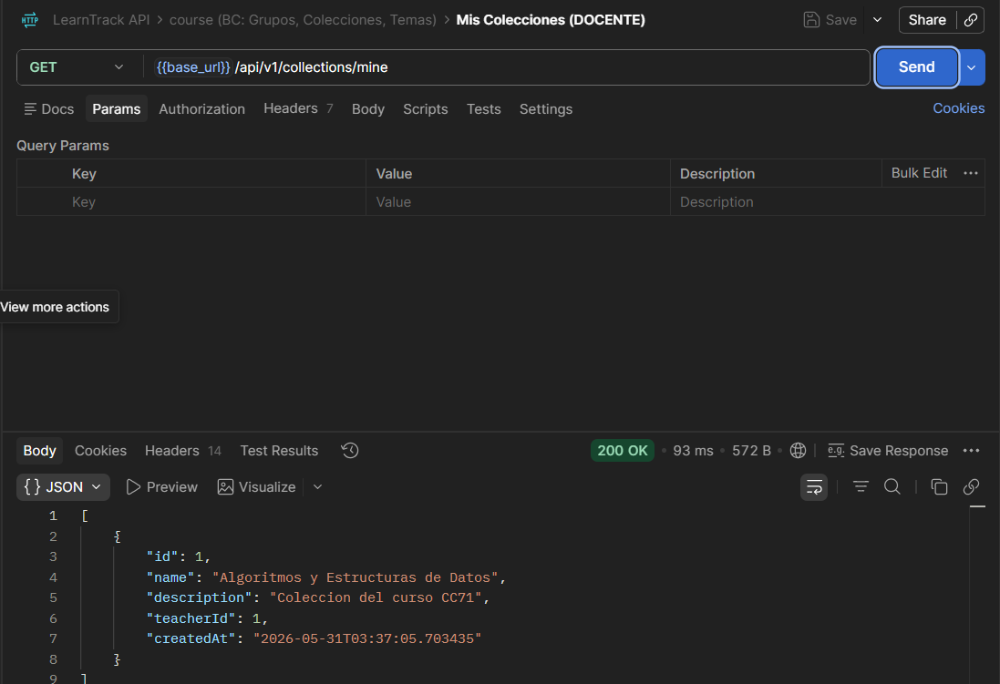 HTTP LearnTrack API > course (BC: Grupos, Colecciones, Temas) > Mis Colecciones (DOCENTE) Save Share
GET {{base_url}} /api/v1/collections/mine Send
Docs Params Authorization Headers 7 Body Scripts Tests Settings Cookies
Query Params
Key Value Description Bulk Edit
Key Value Description
View more actions
Body Cookies Headers 14 Test Results 200 OK • 93 ms • 572 B e.g. Save Response
{} JSON Preview Visualize
1 [
2 {
3 "id": 1,
4 "name": "Algoritmos y Estructuras de Datos",
5 "description": "Coleccion del curso CC71",
6 "teacherId": 1,
7 "createdAt": "2026-05-31T03:37:05.703435"
8 }
9 ]